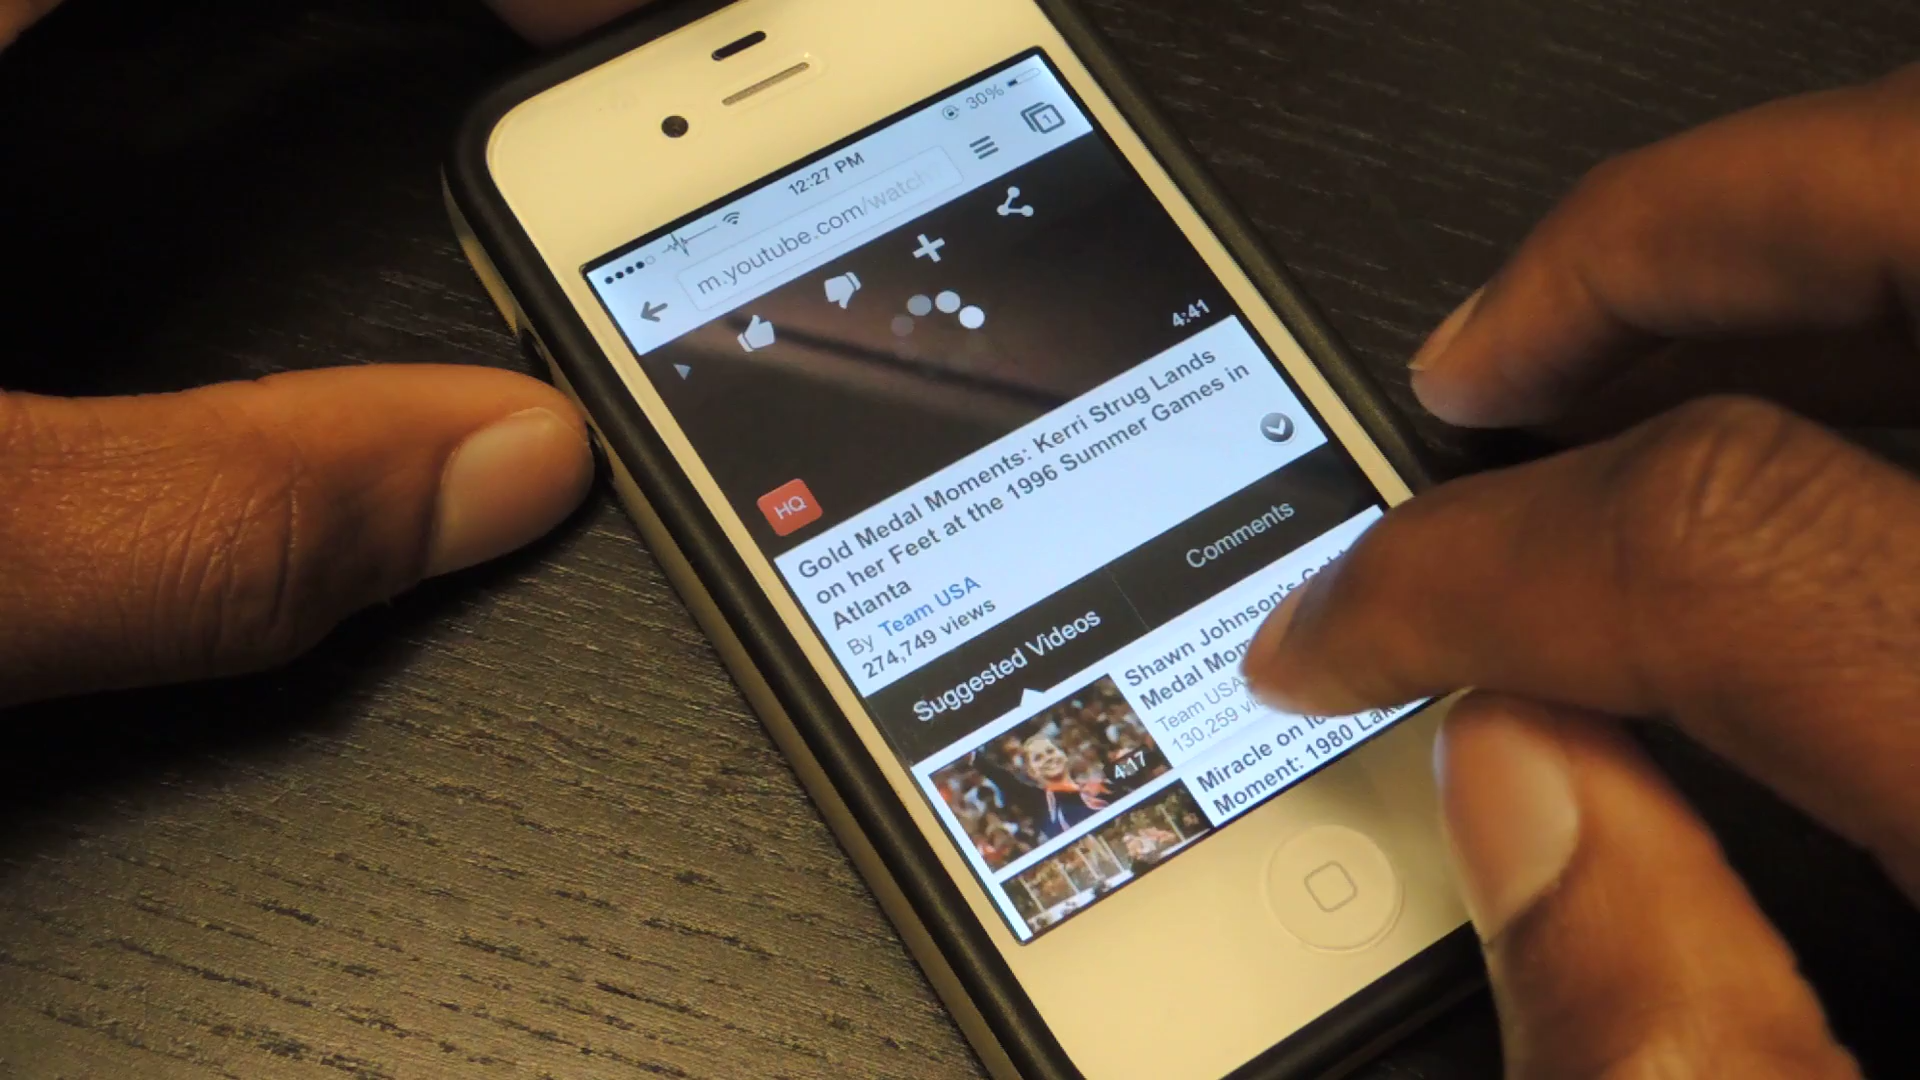 12:27 PM
30%
m.youtube.com/watch
1
4:41
HQ
Gold Medal Moments: Kerri Strug Lands
on her Feet at the 1996 Summer Games in
Atlanta
By Team USA
274,749 views
Suggested Videos
Comments
4:17
Shawn Johnson's
Medal
Team USA
130,259
Miracle on
Moment: 1980